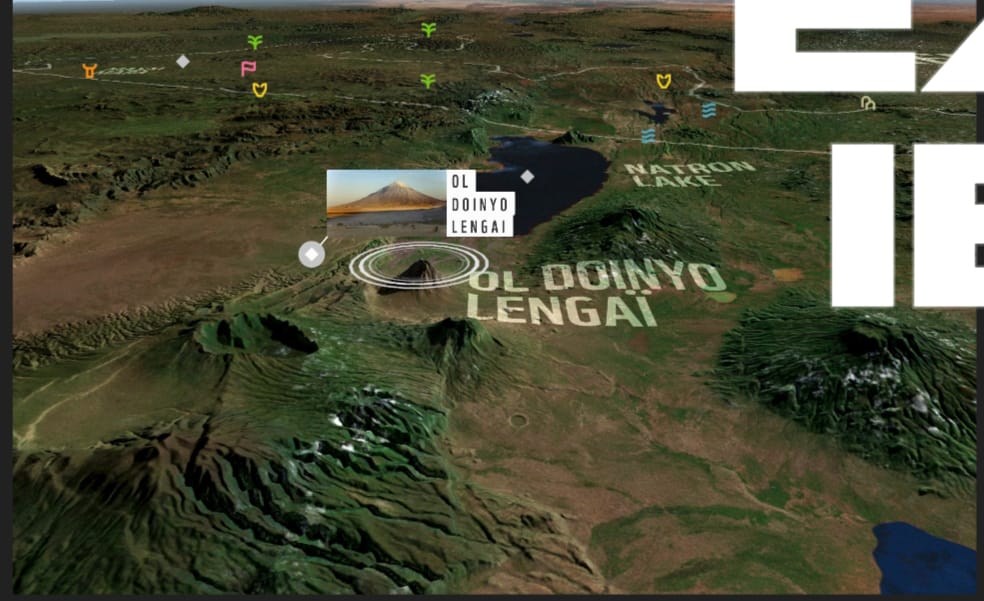 NATRON
LAKE
OL
DOINYO
LENGAI
OL DOINYO
LENGAÏ